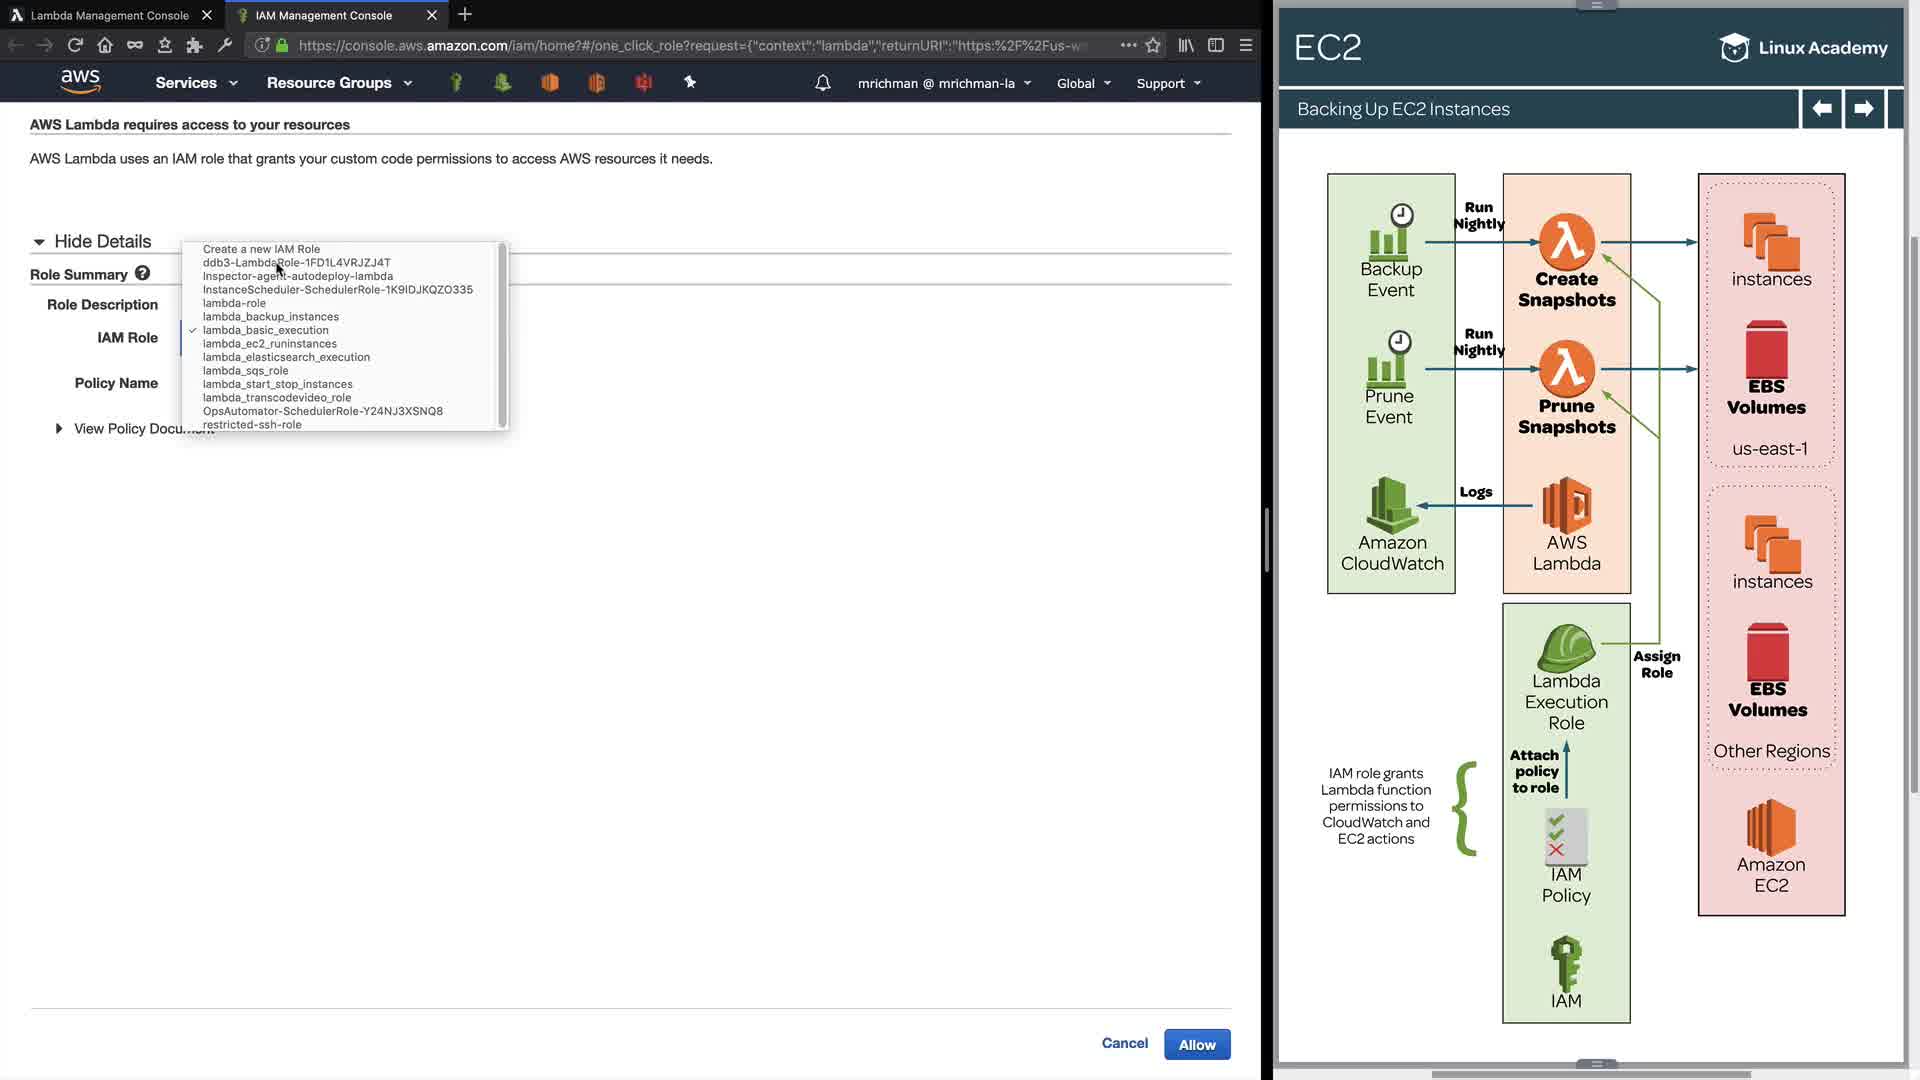 Lambda Management Console
IAM Management Console
https://console.aws.amazon.com/iam/home?#/one_click_role?request={"context":"lambda","returnURI":"https:%2F%2Fus-
aws
Services
Resource Groups
mrichman @ mrichman-la
Global
Support
AWS Lambda requires access to your resources
AWS Lambda uses an IAM role that grants your custom code permissions to access AWS resources it needs.
Hide Details
Role Summary ?
Role Description
IAM Role
Policy Name
View Policy Document
Create a new IAM Role
ddb3-LambdaRole-1FD1L4VRJZJ4T
Inspector-agent-autodeploy-lambda
InstanceScheduler-SchedulerRole-1K9IDJKQZO335
lambda-role
lambda_backup_instances
lambda_basic_execution
lambda_ec2_runinstances
lambda_elasticsearch_execution
lambda_sqs_role
lambda_start_stop_instances
lambda_transcodevideo_role
OpsAutomator-SchedulerRole-Y24NJ3XSNQ8
restricted-ssh-role
Cancel
Allow
EC2
Linux Academy
Backing Up EC2 Instances
Backup
Event
Run
Nightly
Create
Snapshots
instances
Prune
Event
Run
Nightly
Prune
Snapshots
EBS
Volumes
us-east-1
Amazon
CloudWatch
Logs
AWS
Lambda
instances
Lambda
Execution
Role
Assign
Role
EBS
Volumes
Other Regions
Attach
policy
to role
IAM role grants
Lambda function
permissions to
CloudWatch and
EC2 actions
IAM
Policy
Amazon
EC2
IAM